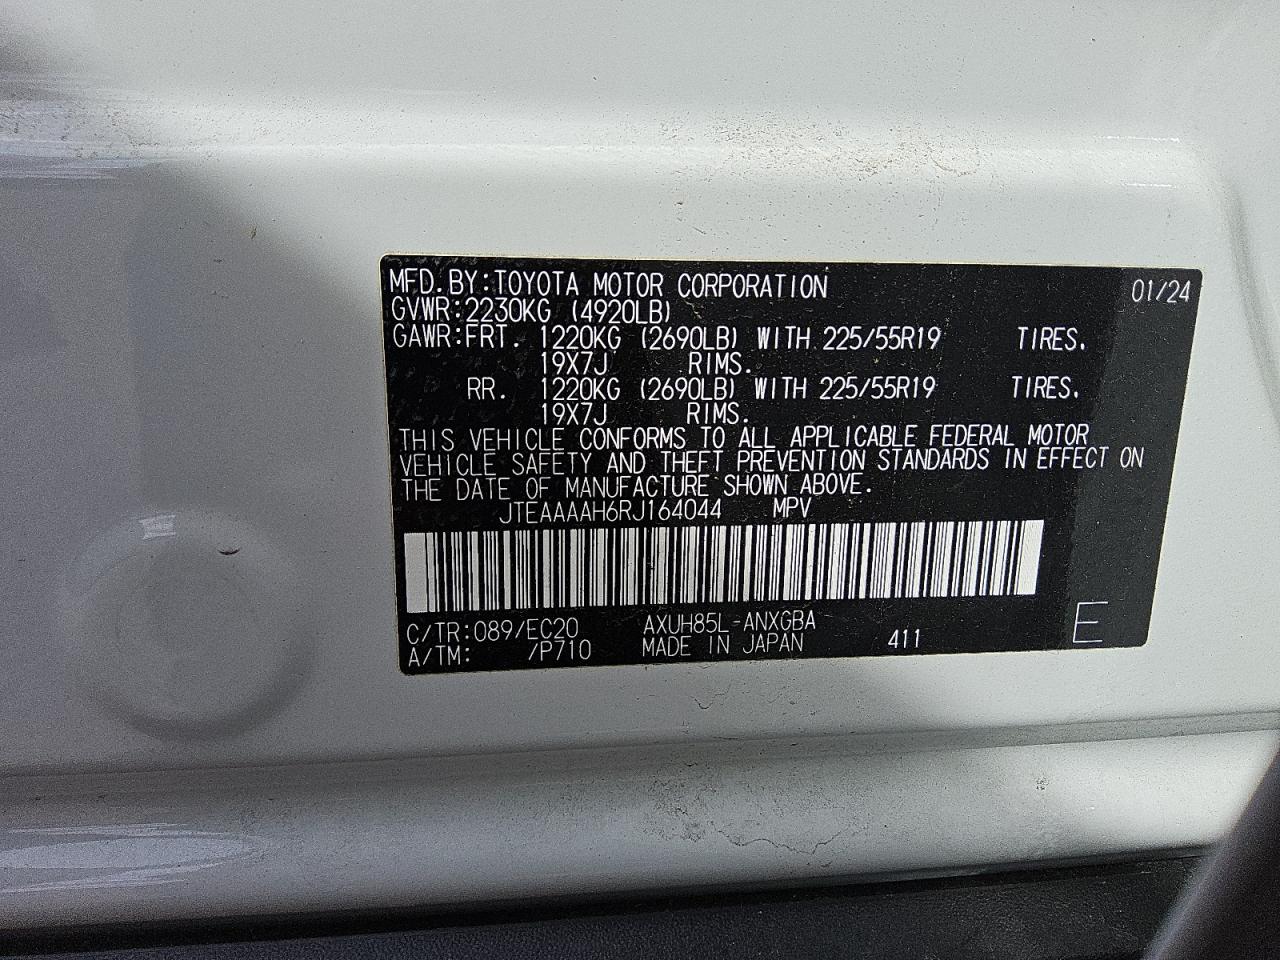 MFD.BY:TOYOTA MOTOR CORPORATION 01/24
GVWR:2230KG (4920LB)
GAWR:FRT. 1220KG (2690LB) WITH 225/55R19 TIRES.
19X7J RIMS.
RR. 1220KG (2690LB) WITH 225/55R19 TIRES.
19X7J RIMS.
THIS VEHICLE CONFORMS TO ALL APPLICABLE FEDERAL MOTOR
VEHICLE SAFETY AND THEFT PREVENTION STANDARDS IN EFFECT ON
THE DATE OF MANUFACTURE SHOWN ABOVE.
JTEAAAAH6RJ164044 MPV
C/TR:089/EC20 AXUH85L-ANXGBA
A/TM: /P710 MADE IN JAPAN 411 E